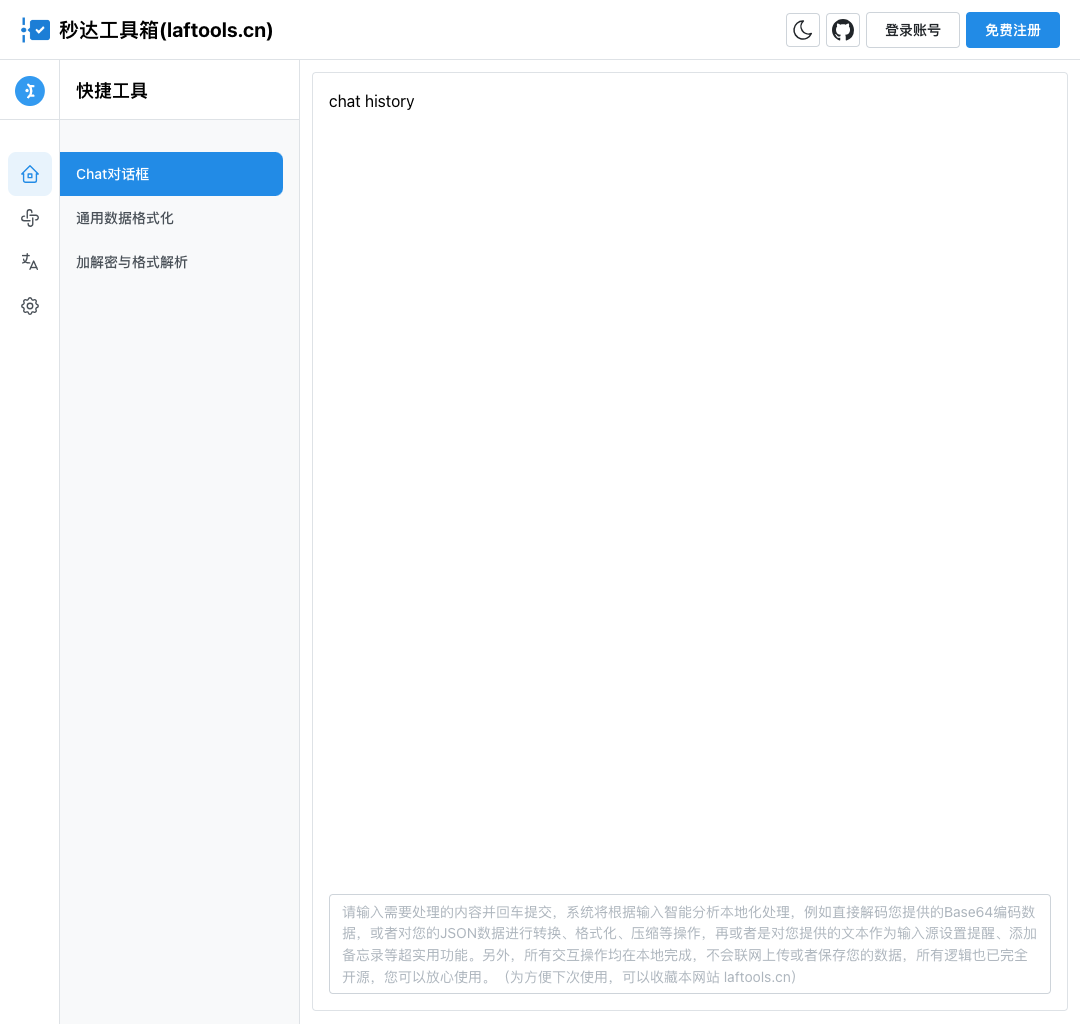 秒达工具箱(laftools.cn)
登录账号
免费注册
快捷工具
Chat对话框
通用数据格式化
加解密与格式解析
chat history
请输入需要处理的内容并回车提交，系统将根据输入智能分析本地化处理，例如直接解码您提供的Base64编码数
据，或者对您的JSON数据进行转换、格式化、压缩等操作，再或者是对您提供的文本作为输入源设置提醒、添加
备忘录等超实用功能。另外，所有交互操作均在本地完成，不会联网上传或者保存您的数据，所有逻辑也已完全
开源，您可以放心使用。（为方便下次使用，可以收藏本网站 laftools.cn）